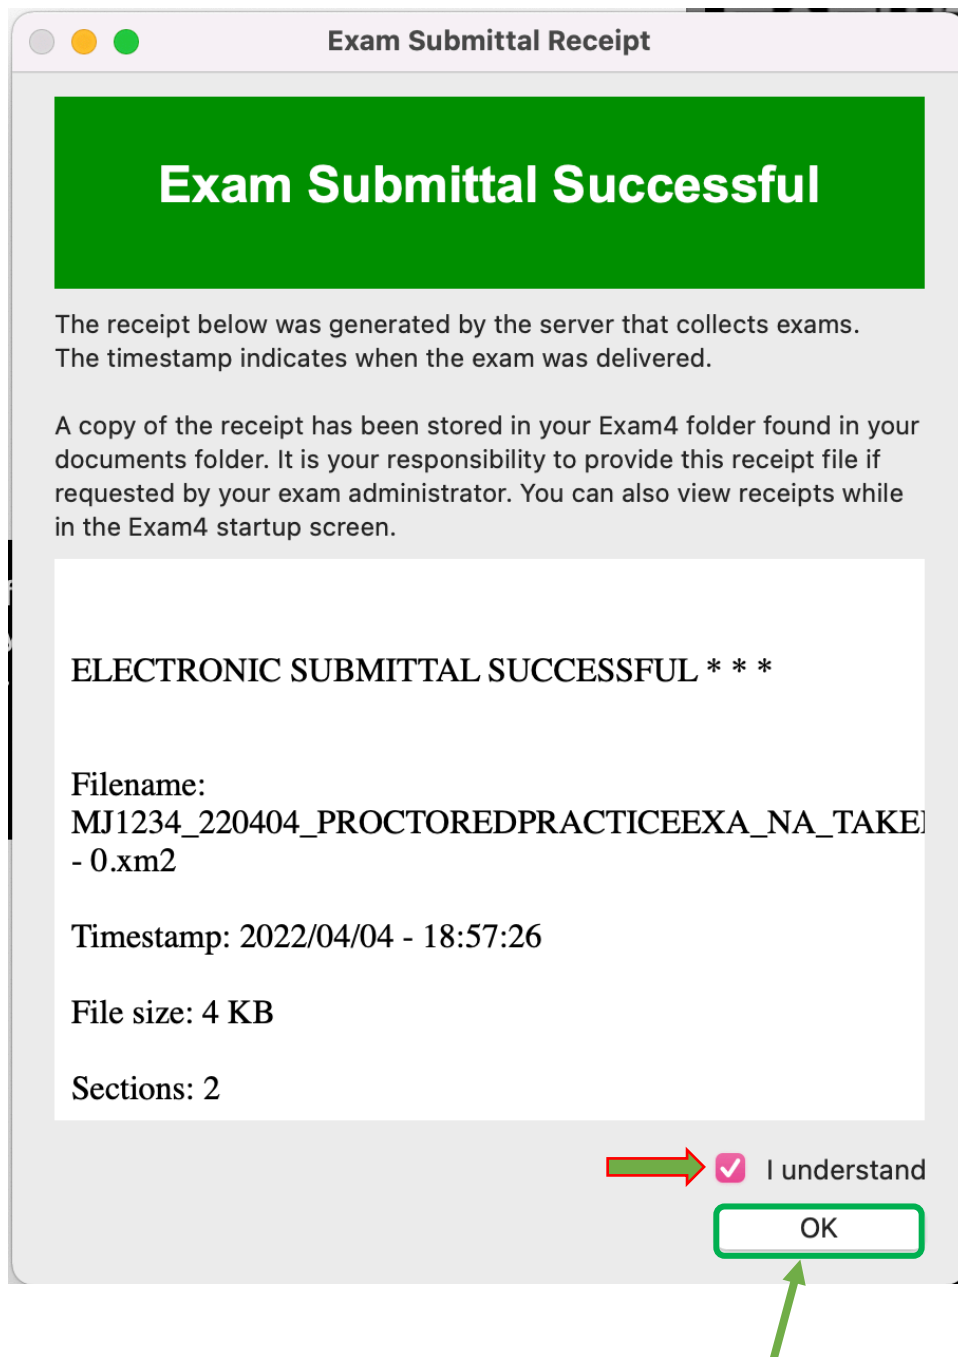 Exam Submittal Receipt
Exam Submittal Successful
The receipt below was generated by the server that collects exams.
The timestamp indicates when the exam was delivered.
A copy of the receipt has been stored in your Exam4 folder found in your
documents folder. It is your responsibility to provide this receipt file if
requested by your exam administrator. You can also view receipts while
in the Exam4 startup screen.
ELECTRONIC SUBMITTAL SUCCESSFUL * * *
Filename:
MJ1234_220404_PROCTOREDPRACTICEEXA_NA_TAKE
- 0.xm2
Timestamp: 2022/04/04 - 18:57:26
File size: 4 KB
Sections: 2
I understand
OK